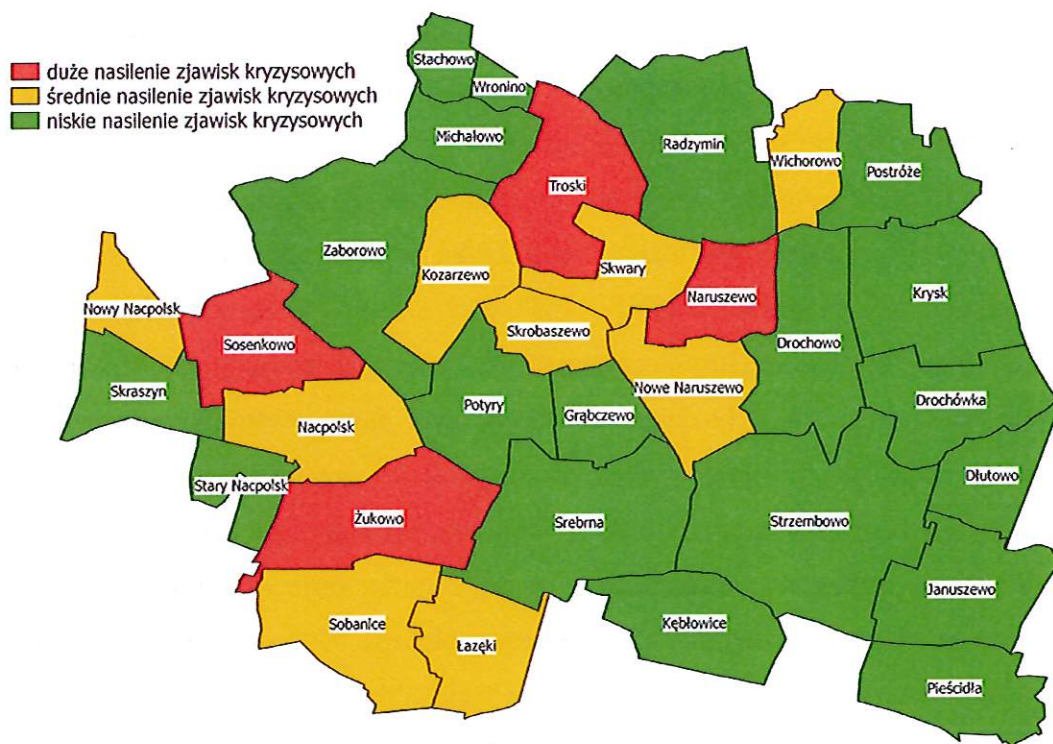 duże nasilenie zjawisk kryzysowych
średnie nasilenie zjawisk kryzysowych
niskie nasilenie zjawisk kryzysowych
Stachowo
Wronino
Michałowo
Radzymin
Wichorowo
Postróże
Troski
Zaborowo
Kozarzewo
Skwary
Naruszewo
Krysk
Nowy Nacpolsk
Sosenkowo
Skrobaszewo
Drochowo
Skraszyn
Nowe Naruszewo
Drochówka
Potyry
Grąbczewo
Nacpolsk
Stary Nacpolsk
Dłutowo
Żukowo
Srebrna
Strzembowo
Januszewo
Sobanice
Łazęki
Kębłowice
Pieścidła